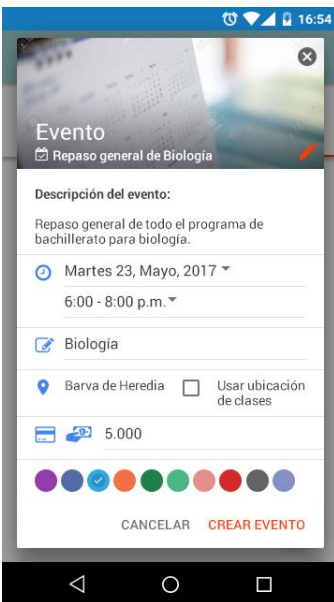 16:54
Evento
Repaso general de Biología
Descripción del evento:
Repaso general de todo el programa de
bachillerato para biología.
Martes 23, Mayo, 2017
6:00 - 8:00 p.m.
Biología
Barva de Heredia
Usar ubicación
de clases
5.000
CANCELAR CREAR EVENTO